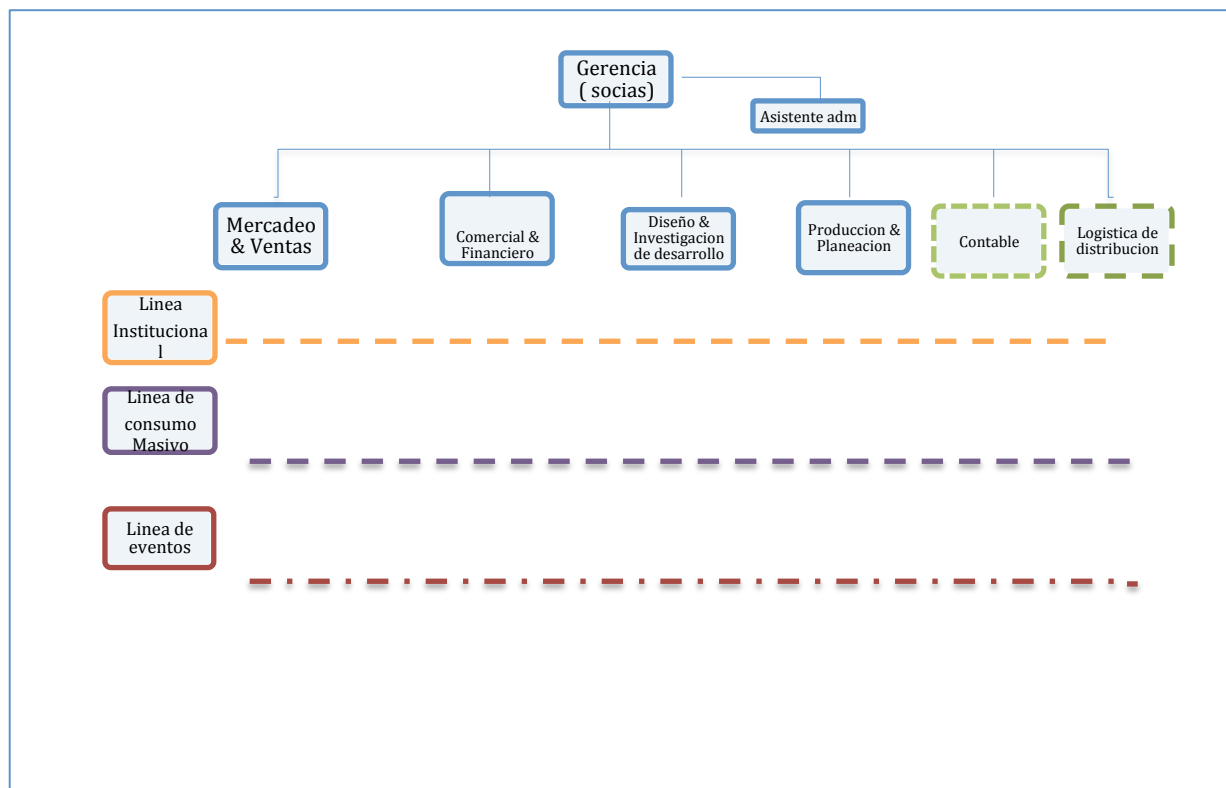 Gerencia
( socias)
Asistente adm
Mercadeo
& Ventas
Comercial &
Financiero
Diseño &
Investigacion
de desarrollo
Produccion &
Planeacion
Contable
Logistica de
distribucion
Linea
Instituciona
l
Linea de
consumo
Masivo
Linea de
eventos